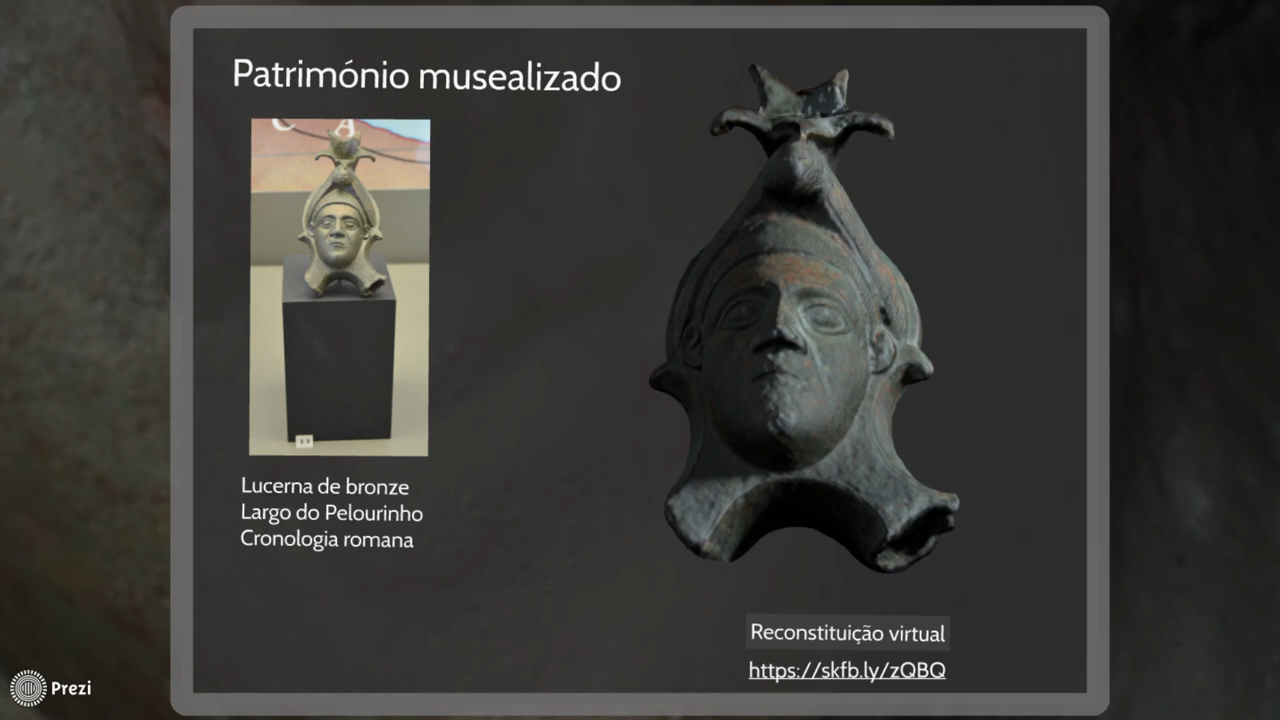 Património musealizado
C A
Lucerna de bronze
Largo do Pelourinho
Cronologia romana
Reconstituição virtual
https://skfb.ly/zQBQ
Prezi